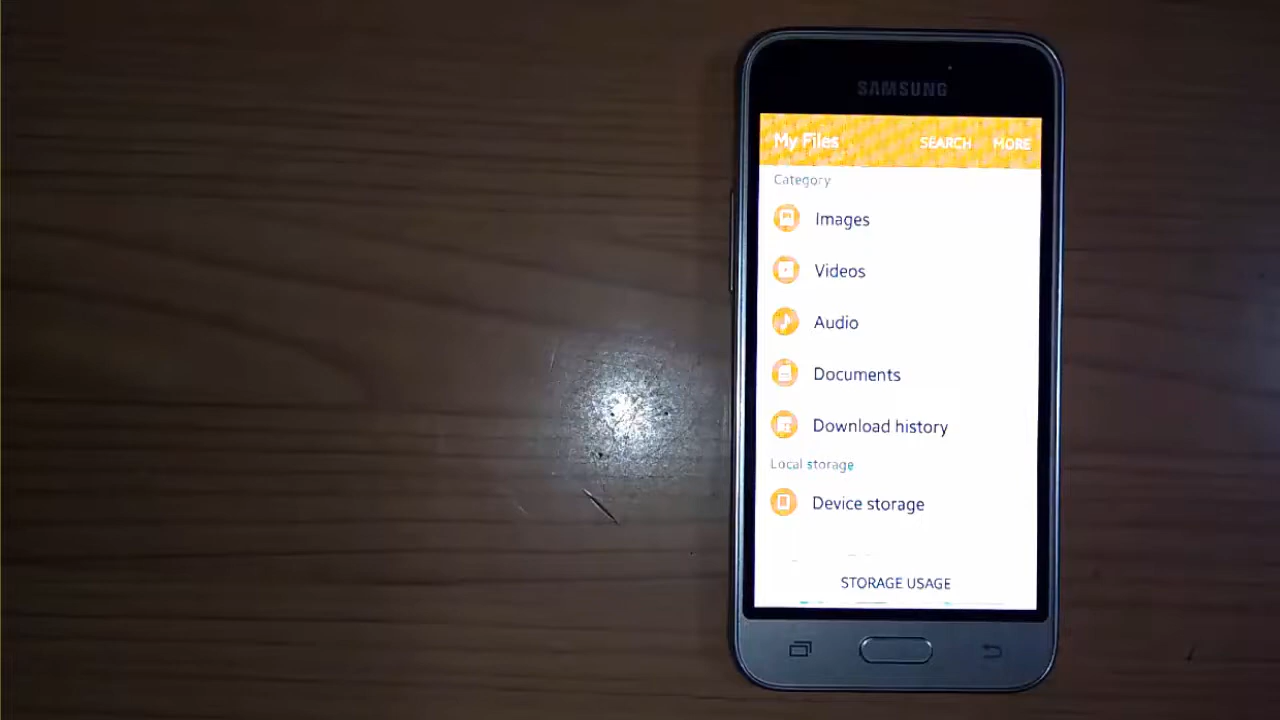 SAMSUNG
My Files SEARCH MORE
Category
Images
Videos
Audio
Documents
Download history
Local storage
Device storage
STORAGE USAGE